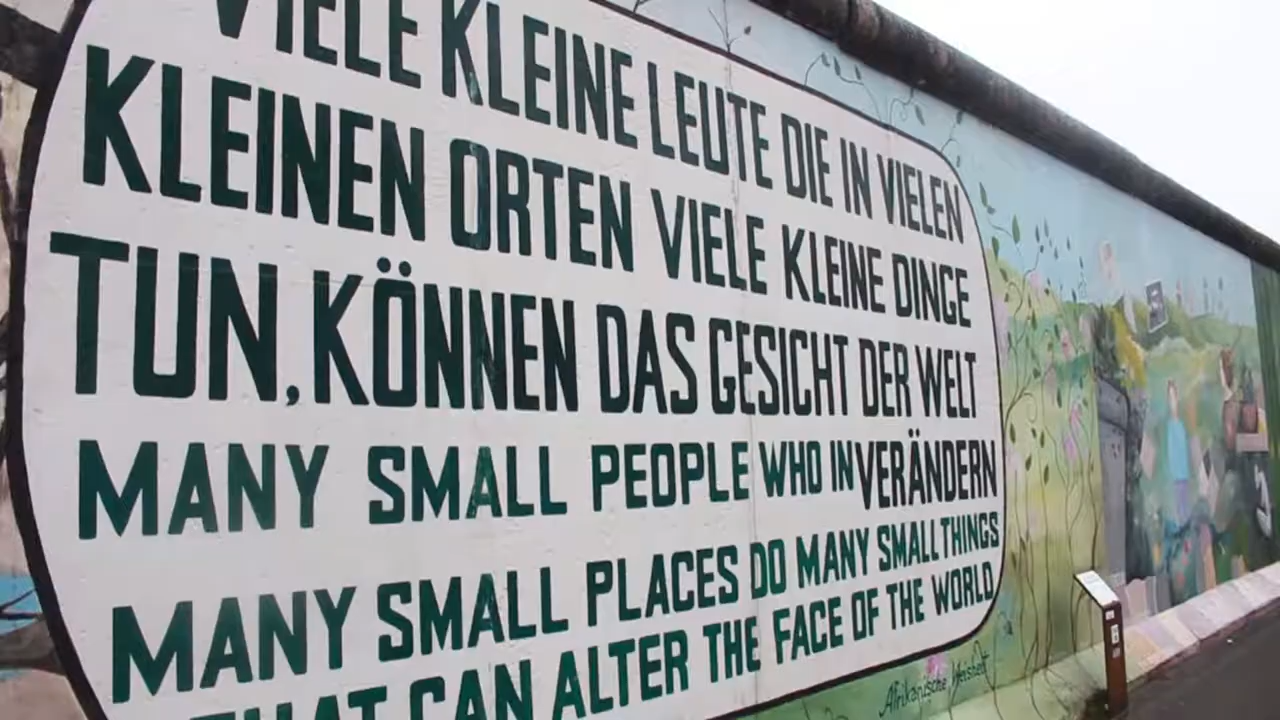 VIELE KLEINE LEUTE DIE IN VIELEN
KLEINEN ORTEN VIELE KLEINE DINGE
TUN, KÖNNEN DAS GESICHT DER WELT
MANY SMALL PEOPLE WHO IN VERÄNDERN
MANY SMALL PLACES DO MANY SMALL THINGS
THAT CAN ALTER THE FACE OF THE WORLD
Afrikanische Weisheit